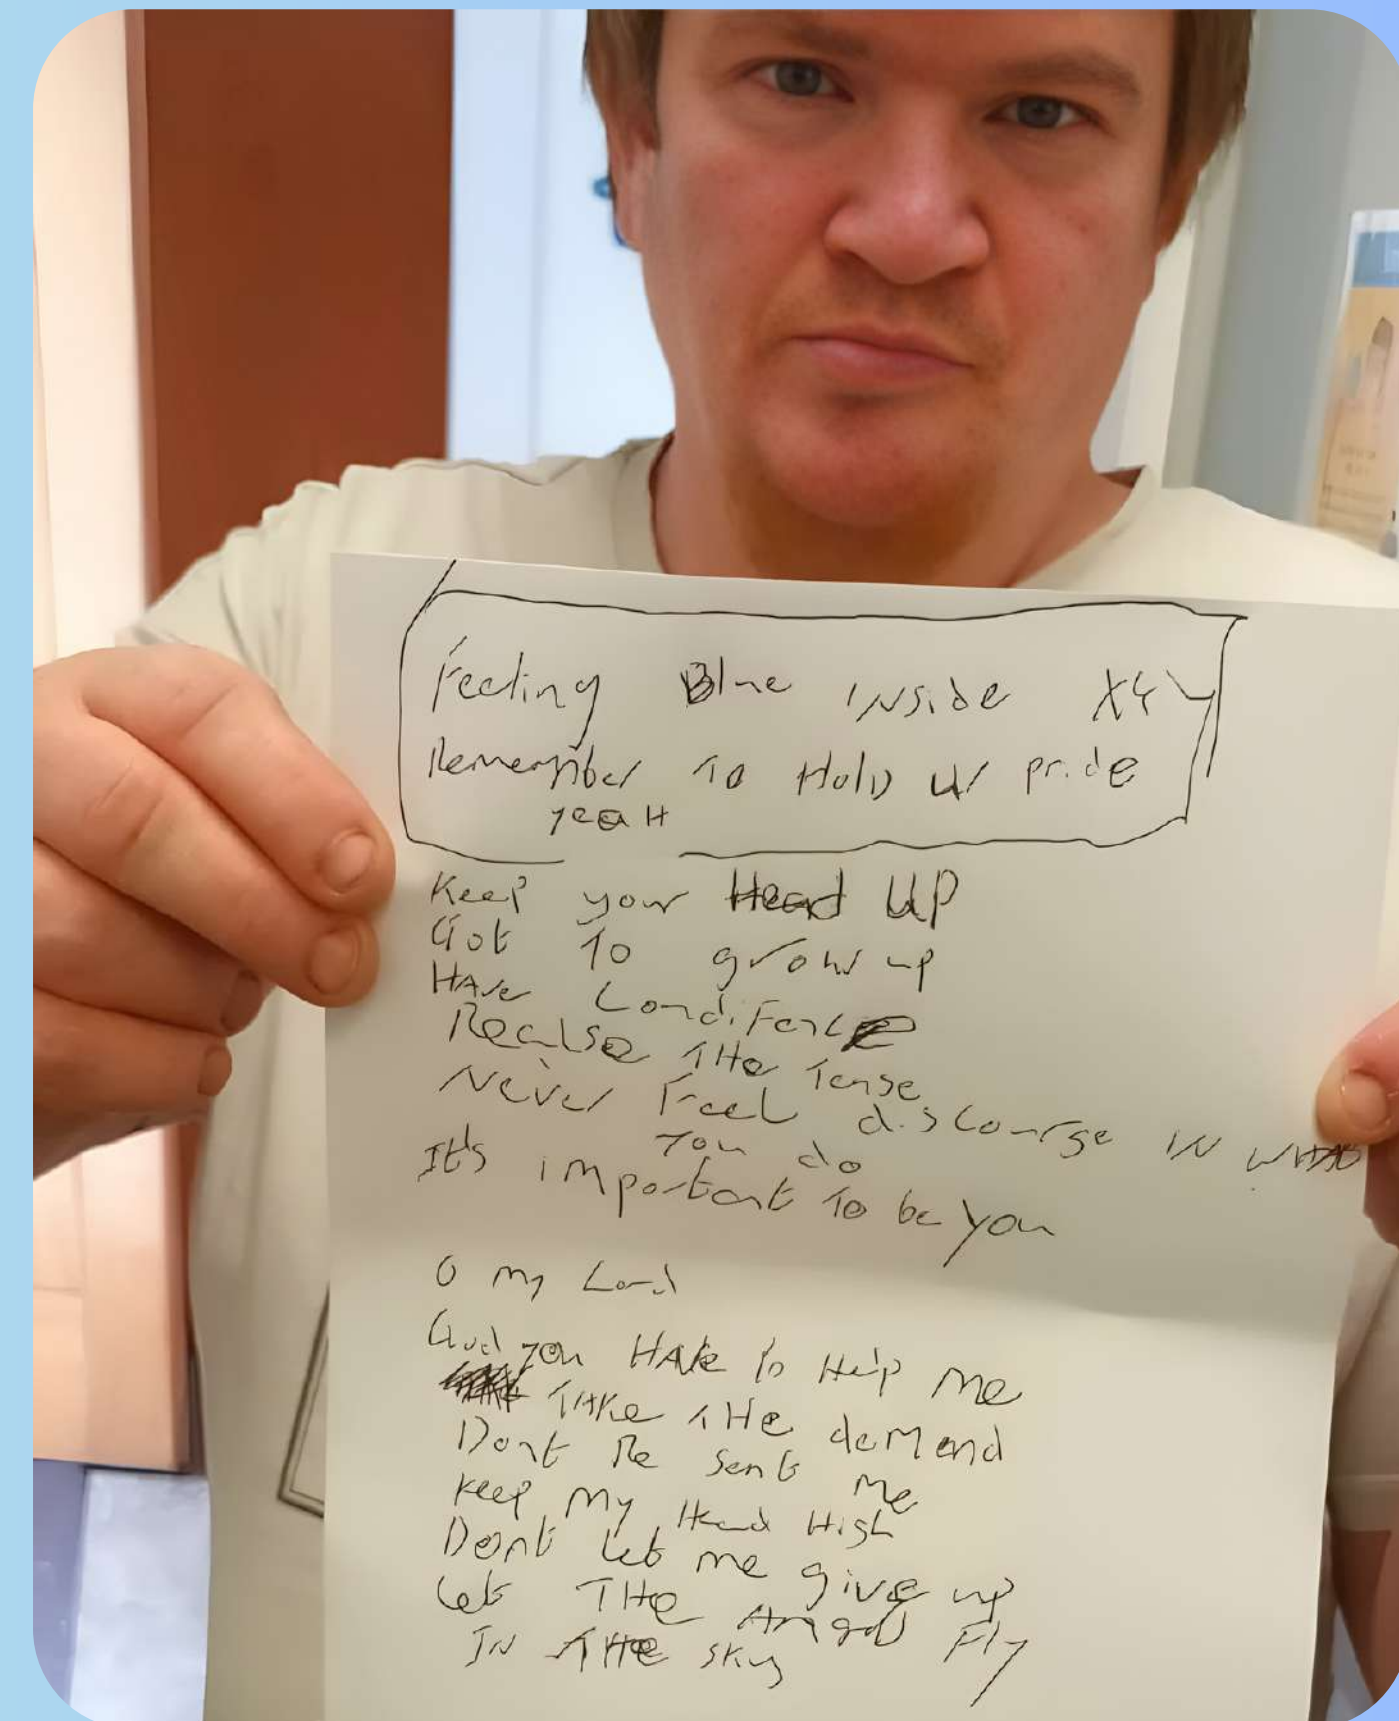 Feeling Blue INside X4
Remember To Hold ur pride
yeaH
Keep your Head UP
Got To grow up
HAve Condifence
Realse THe Tense
Never Feel discourge IN WHAt
You do
It's important To be you
O my Lord
God you HAve to Help me
TAke THe demand
Dont Re sent me
Keep My Head HigH
Dont let me give up
Let THe Angel Fly
IN THe sky